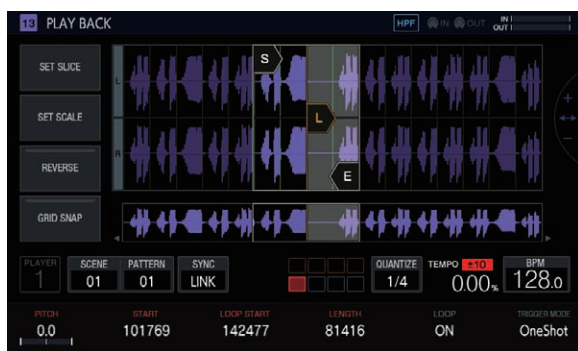 13 PLAY BACK HPF IN OUT IN
OUT
SET SLICE
SET SCALE
REVERSE
GRID SNAP
L
R
S
L
E
PLAYER
1
SCENE
01
PATTERN
01
SYNC
LINK
QUANTIZE
1/4
TEMPO ±10
0.00%
BPM
128.0
PITCH START LOOP START LENGTH LOOP TRIGGER MODE
0.0 101769 142477 81416 ON OneShot